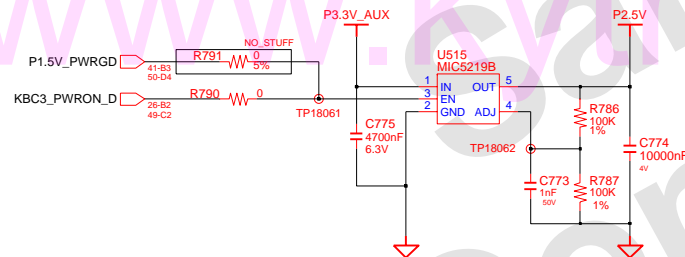 P3.3V_AUX
P2.5V
NO_STUFF
P1.5V_PWRGD
41-B3
50-D4
R791
0
5%
U515
MIC5219B
KBC3_PWRON_D
26-B2
49-C2
R790
0
TP18061
1 IN OUT 5
3 EN
2 GND ADJ 4
C775
4700nF
6.3V
TP18062
R786
100K
1%
C774
10000nF
4V
C773
1nF
50V
R787
100K
1%